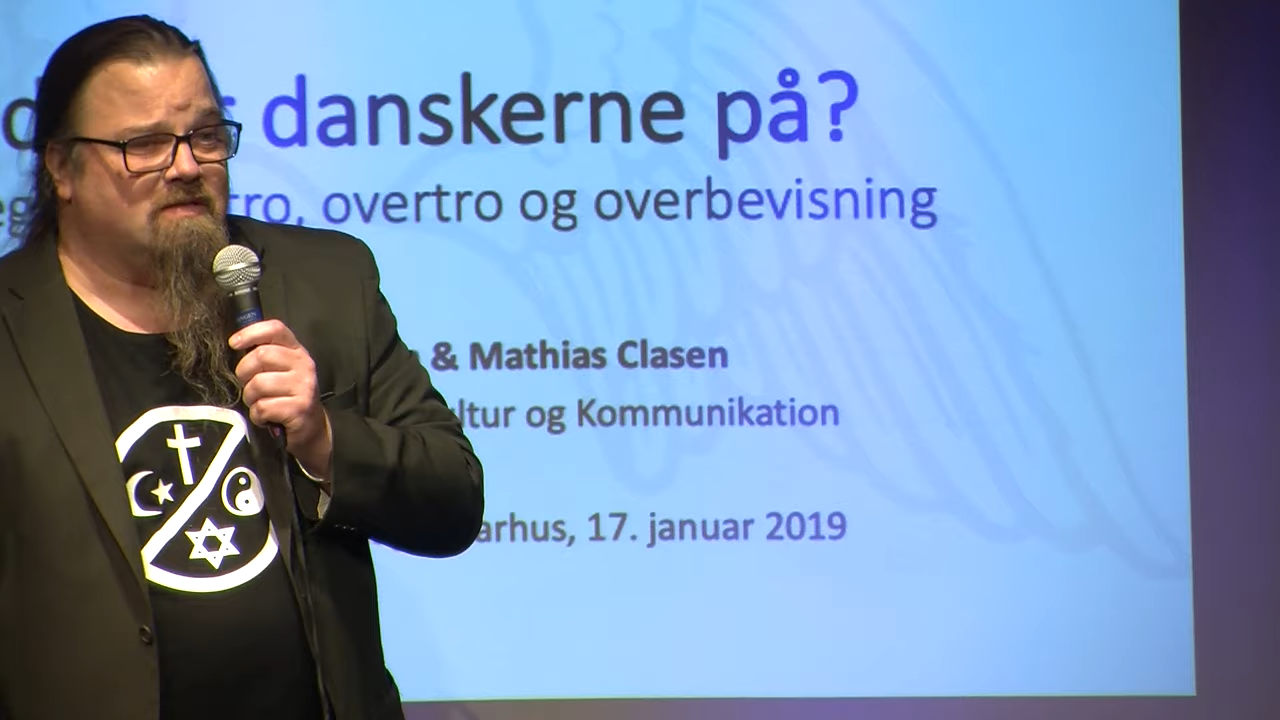 danskerne på?
tro, overtro og overbevisning
& Mathias Clasen
ltur og Kommunikation
arhus, 17. januar 2019